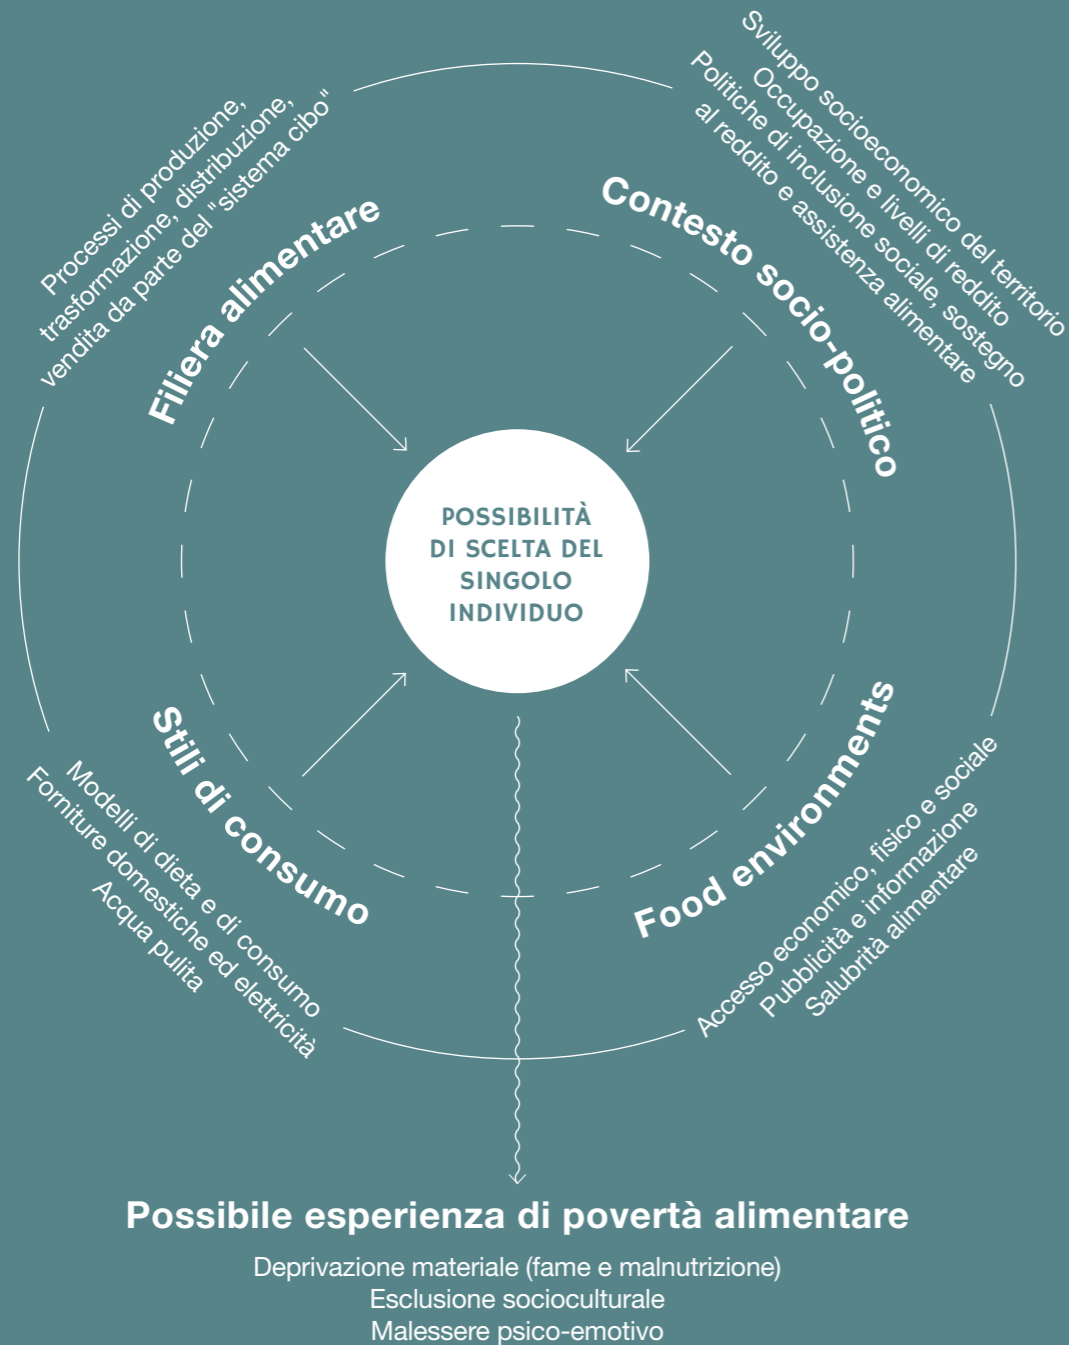 Processi di produzione,
trasformazione, distribuzione,
vendita da parte del "sistema cibo"
Filiera alimentare
Sviluppo socioeconomico del territorio
Occupazione e livelli di reddito
Politiche di inclusione sociale, sostegno
al reddito e assistenza alimentare
Contesto socio-politico
POSSIBILITÀ
DI SCELTA DEL
SINGOLO
INDIVIDUO
Stili di consumo
Modelli di dieta e di consumo
Forniture domestiche ed elettricità
Acqua pulita
Food environments
Accesso economico, fisico e sociale
Pubblicità e informazione
Salubrità alimentare
Possibile esperienza di povertà alimentare
Deprivazione materiale (fame e malnutrizione)
Esclusione socioculturale
Malessere psico-emotivo